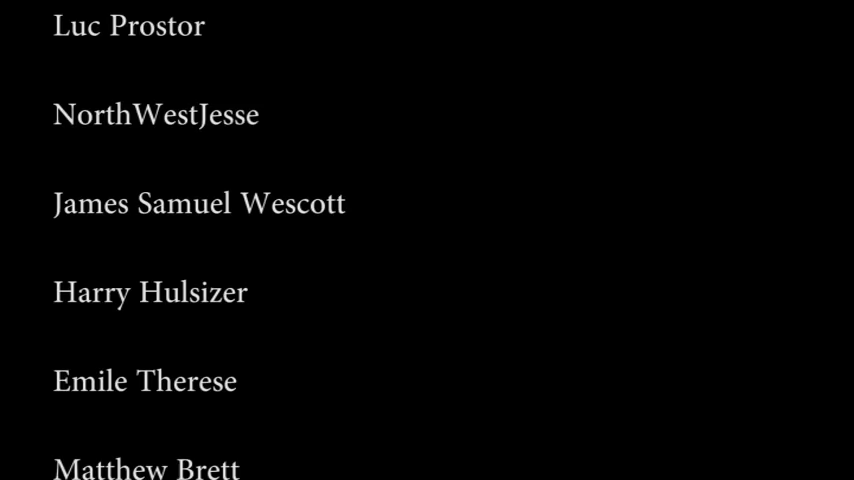 Luc Prostor
NorthWestJesse
James Samuel Wescott
Harry Hulsizer
Emile Therese
Matthew Brett